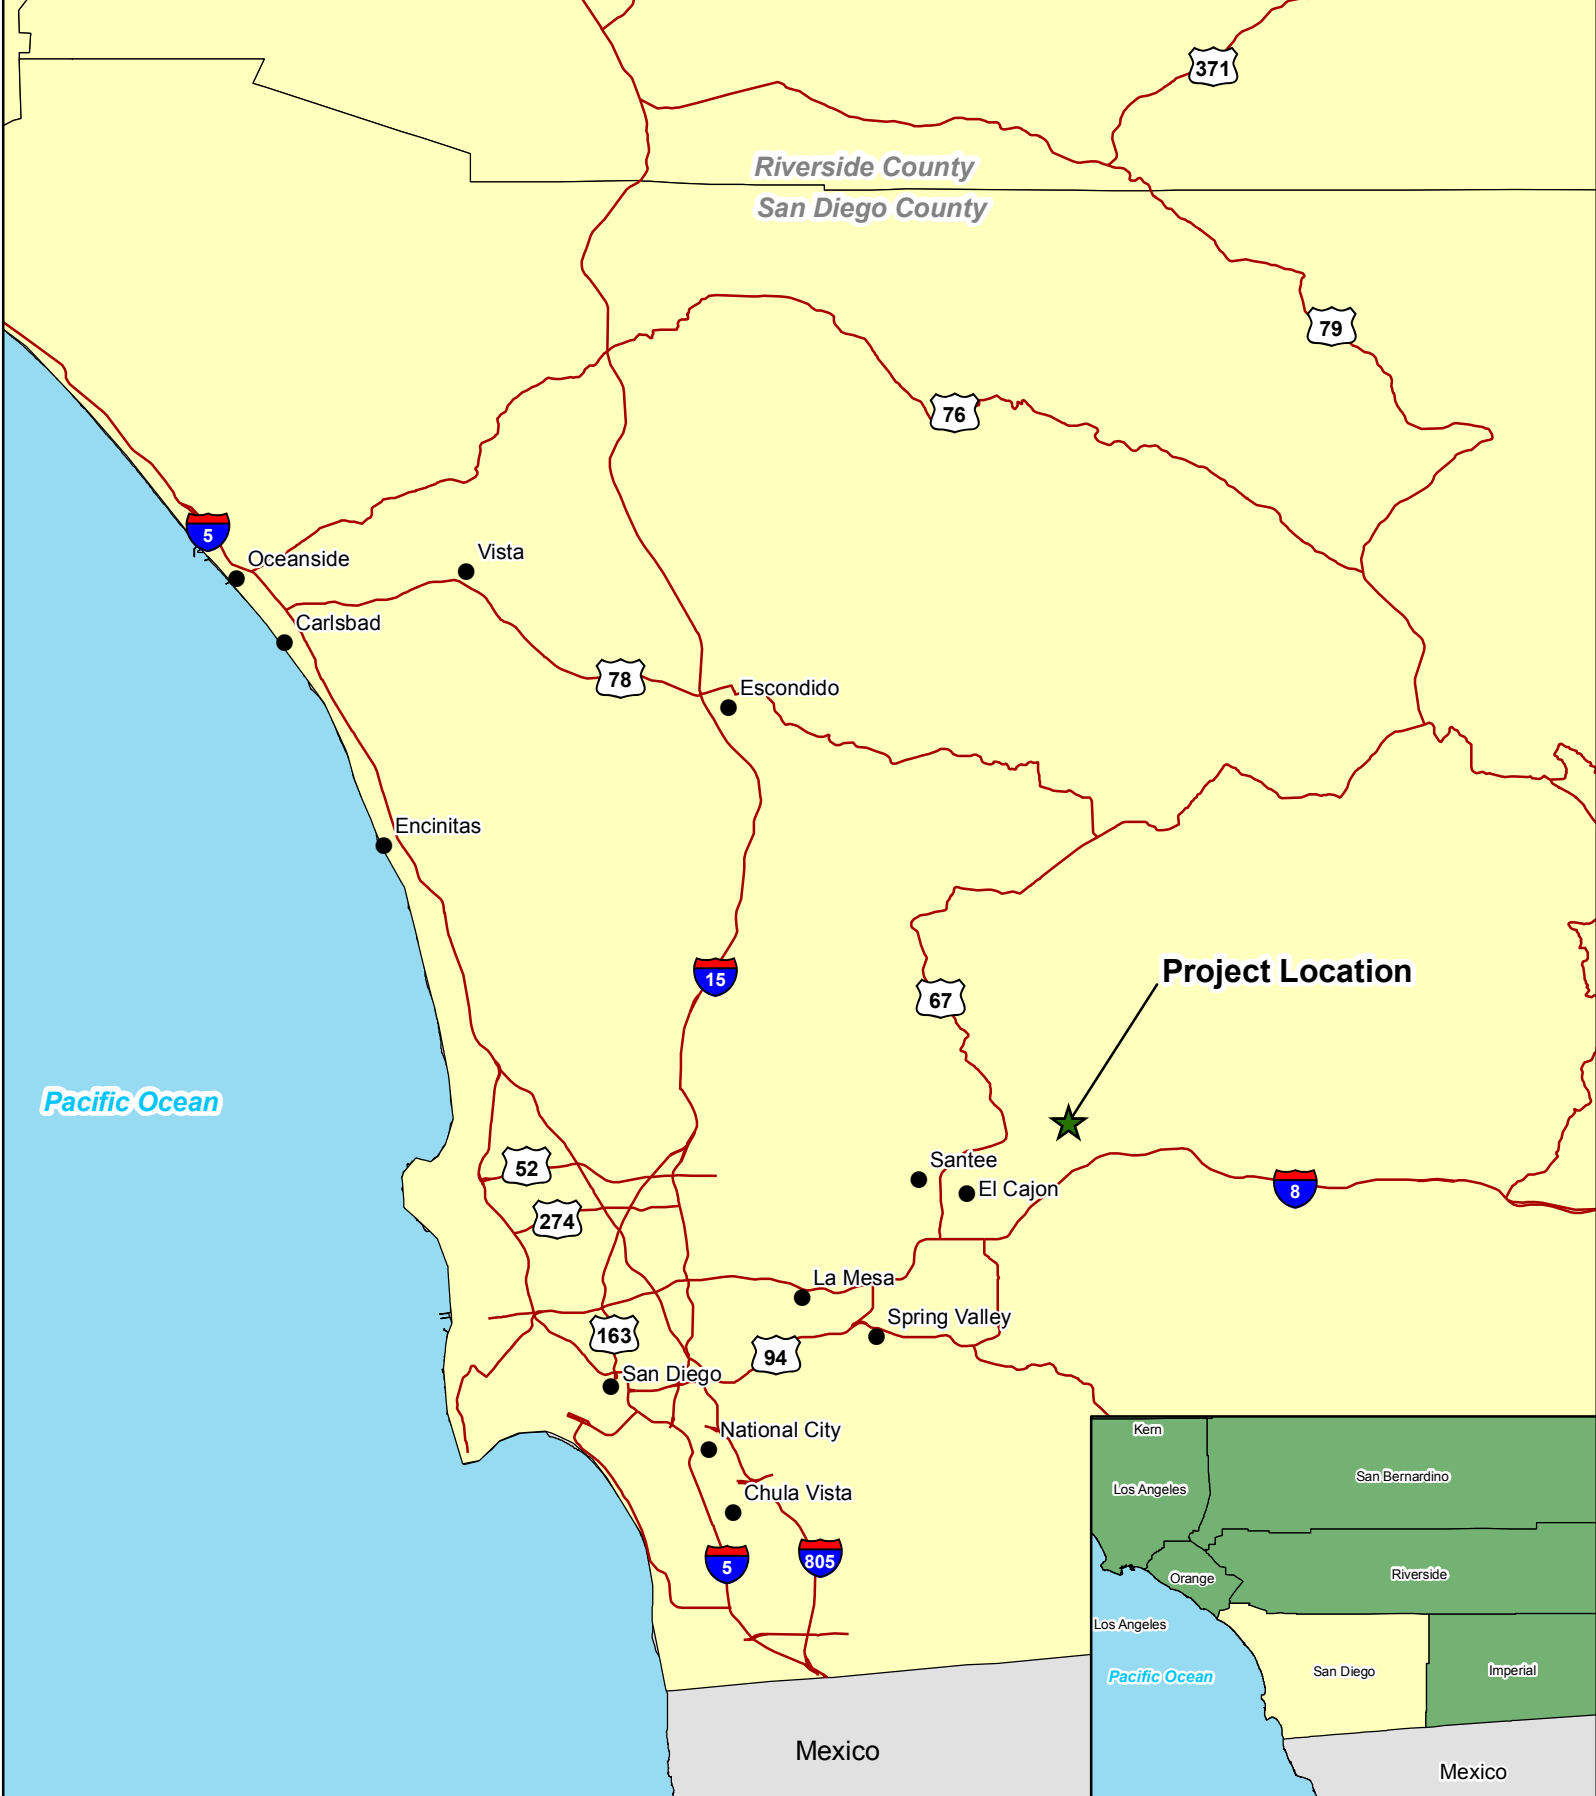 371
Riverside County
San Diego County
79
76
5
Oceanside
Vista
Carlsbad
78
Escondido
Encinitas
15
67
Project Location
Pacific Ocean
52
Santee
El Cajon
8
274
La Mesa
Spring Valley
163
94
San Diego
National City
Chula Vista
5
805
Mexico
Kern
San Bernardino
Los Angeles
Orange
Riverside
Los Angeles
Pacific Ocean
San Diego
Imperial
Mexico